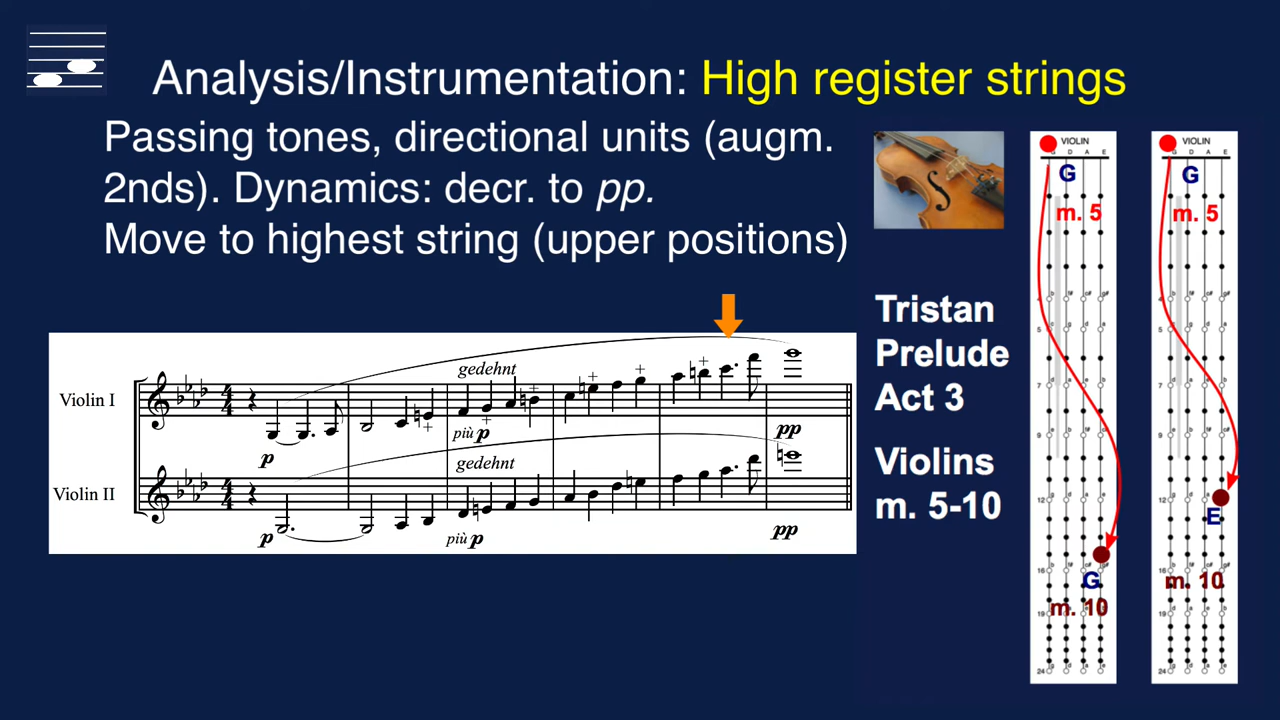 Analysis/Instrumentation: High register strings
Passing tones, directional units (augm.
2nds). Dynamics: decr. to pp.
Move to highest string (upper positions)
Violin I
gedehnt
p
più p
pp
Violin II
gedehnt
p
più p
pp
Tristan
Prelude
Act 3
Violins
m. 5-10
VIOLIN
G D A E
G
m. 5
G
m. 10
VIOLIN
G D A E
G
m. 5
E
m. 10